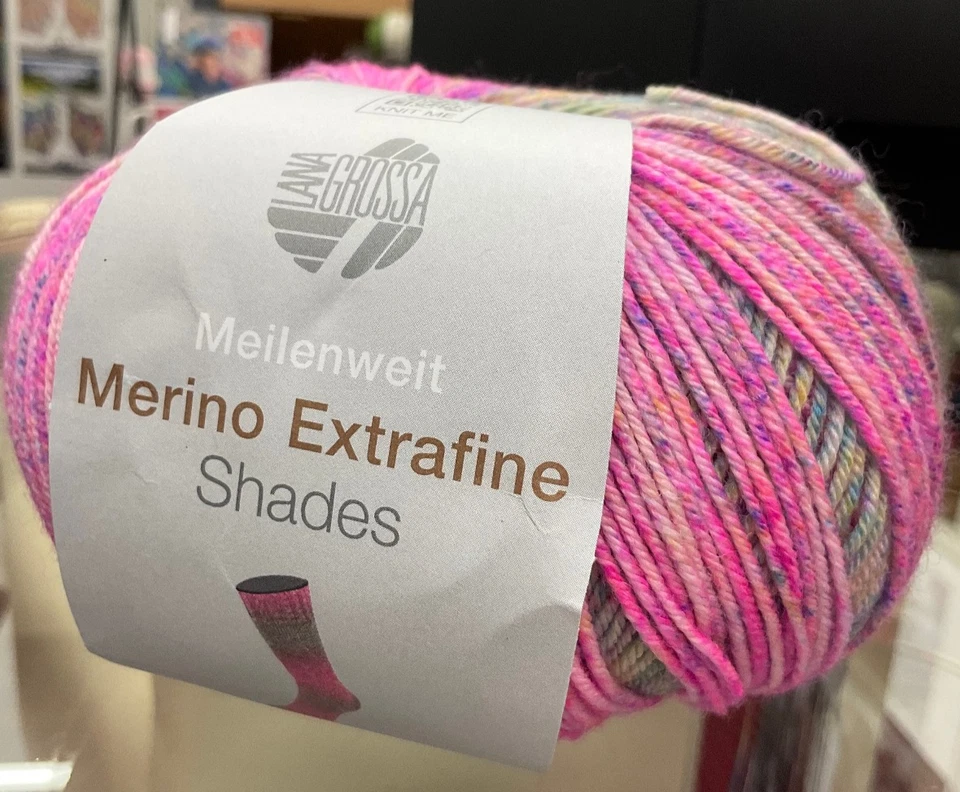 KNIT ME
LANA
GROSSA
Meilenweit
Merino Extrafine
Shades